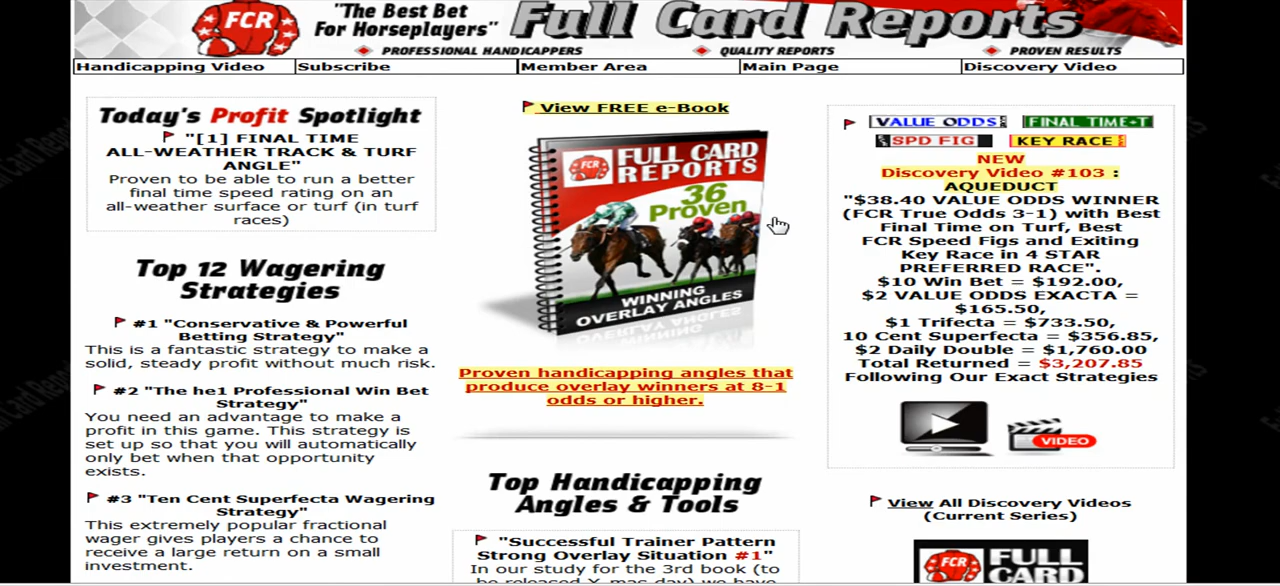 FCR
"The Best Bet
For Horseplayers"
Full Card Reports
PROFESSIONAL HANDICAPPERS QUALITY REPORTS PROVEN RESULTS
Handicapping Video Subscribe Member Area Main Page Discovery Video
Today's Profit Spotlight
"[1] FINAL TIME
ALL-WEATHER TRACK & TURF
ANGLE"
Proven to be able to run a better
final time speed rating on an
all-weather surface or turf (in turf
races)
Top 12 Wagering
Strategies
#1 "Conservative & Powerful
Betting Strategy"
This is a fantastic strategy to make a
solid, steady profit without much risk.
#2 "The he1 Professional Win Bet
Strategy"
You need an advantage to make a
profit in this game. This strategy is
set up so that you will automatically
only bet when that opportunity
exists.
#3 "Ten Cent Superfecta Wagering
Strategy"
This extremely popular fractional
wager gives players a chance to
receive a large return on a small
investment.
View FREE e-Book
FCR
FULL CARD
REPORTS
36
Proven
WINNING
OVERLAY ANGLES
Proven handicapping angles that
produce overlay winners at 8-1
odds or higher.
Top Handicapping
Angles & Tools
"Successful Trainer Pattern
Strong Overlay Situation #1"
In our study for the 3rd book (to
be released X-mas day) we have
VALUE ODDS FINAL TIME+T
SPD FIG KEY RACE
NEW
Discovery Video #103 :
AQUEDUCT
"$38.40 VALUE ODDS WINNER
(FCR True Odds 3-1) with Best
Final Time on Turf, Best
FCR Speed Figs and Exiting
Key Race in 4 STAR
PREFERRED RACE".
$10 Win Bet = $192.00,
$2 VALUE ODDS EXACTA =
$165.50,
$1 Trifecta = $733.50,
10 Cent Superfecta = $356.85,
$2 Daily Double = $1,760.00
Total Returned = $3,207.85
Following Our Exact Strategies
VIDEO
View All Discovery Videos
(Current Series)
FCR
FULL
CARD